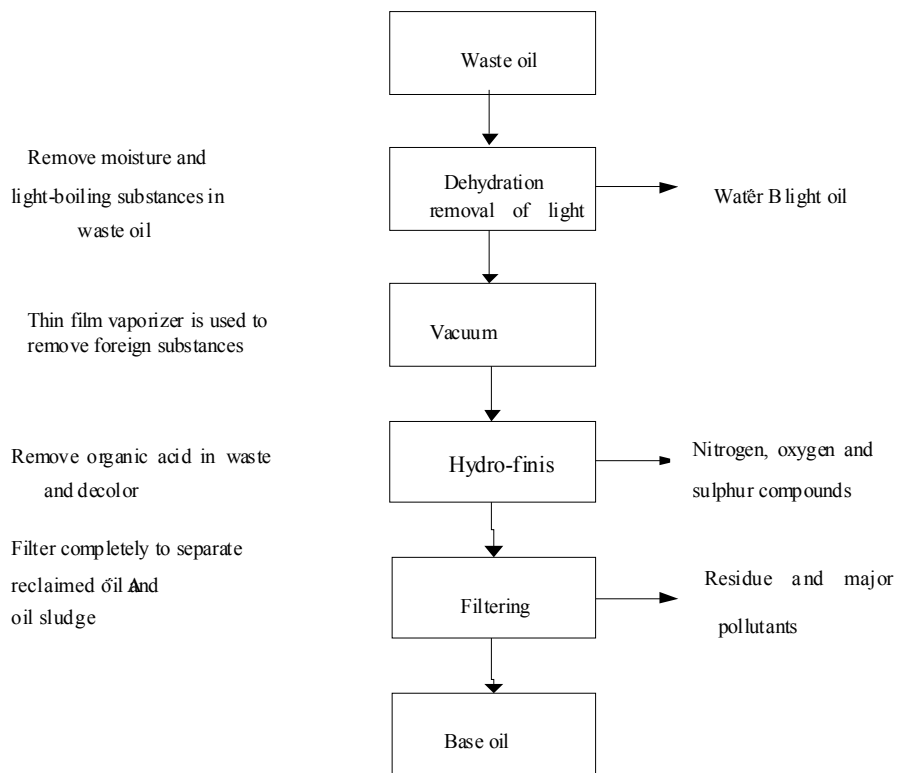 Waste oil
Remove moisture and
light-boiling substances in
waste oil
Dehydration
removal of light
Water B light oil
Thin film vaporizer is used to
remove foreign substances
Vacuum
Remove organic acid in waste
and decolor
Hydro-finis
Nitrogen, oxygen and
sulphur compounds
Filter completely to separate
reclaimed oil And
oil sludge
Filtering
Residue and major
pollutants
Base oil